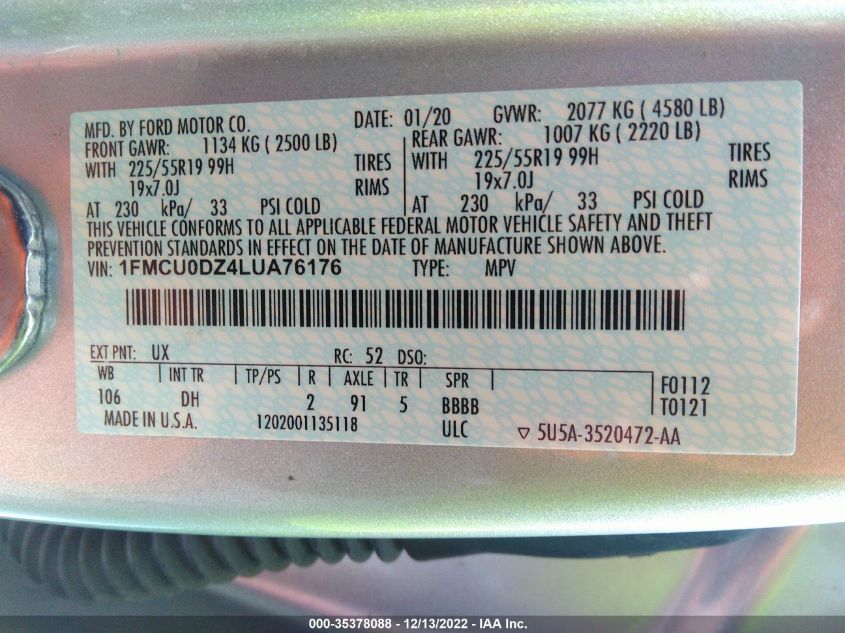 MFD. BY FORD MOTOR CO. DATE: 01/20 GVWR: 2077 KG ( 4580 LB)
FRONT GAWR: 1134 KG ( 2500 LB) REAR GAWR: 1007 KG ( 2220 LB)
WITH 225/55R19 99H TIRES WITH 225/55R19 99H TIRES
19x7.0J RIMS 19x7.0J RIMS
AT 230 kPa/ 33 PSI COLD AT 230 kPa/ 33 PSI COLD
THIS VEHICLE CONFORMS TO ALL APPLICABLE FEDERAL MOTOR VEHICLE SAFETY AND THEFT
PREVENTION STANDARDS IN EFFECT ON THE DATE OF MANUFACTURE SHOWN ABOVE.
VIN: 1FMCU0DZ4LUA76176 TYPE: MPV
EXT PNT: UX RC: 52 DSO:
WB INT TR TP/PS R AXLE TR SPR F0112
106 DH 2 91 5 BBBB T0121
MADE IN U.S.A. 1202001135118 ULC ▽ 5U5A-3520472-AA
000-35378088 - 12/13/2022 - IAA Inc.